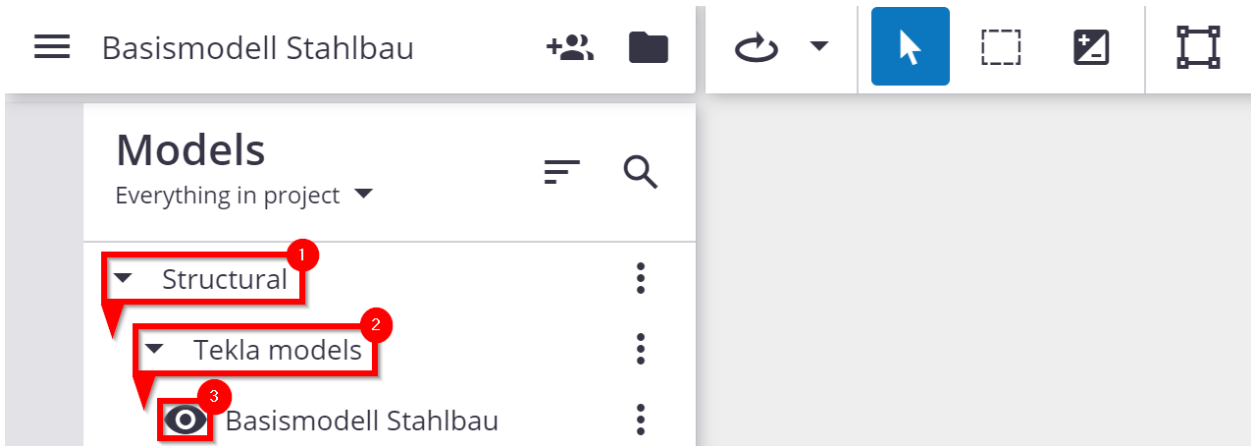 Basismodell Stahlbau
Models
Everything in project
1
Structural
2
Tekla models
3
Basismodell Stahlbau